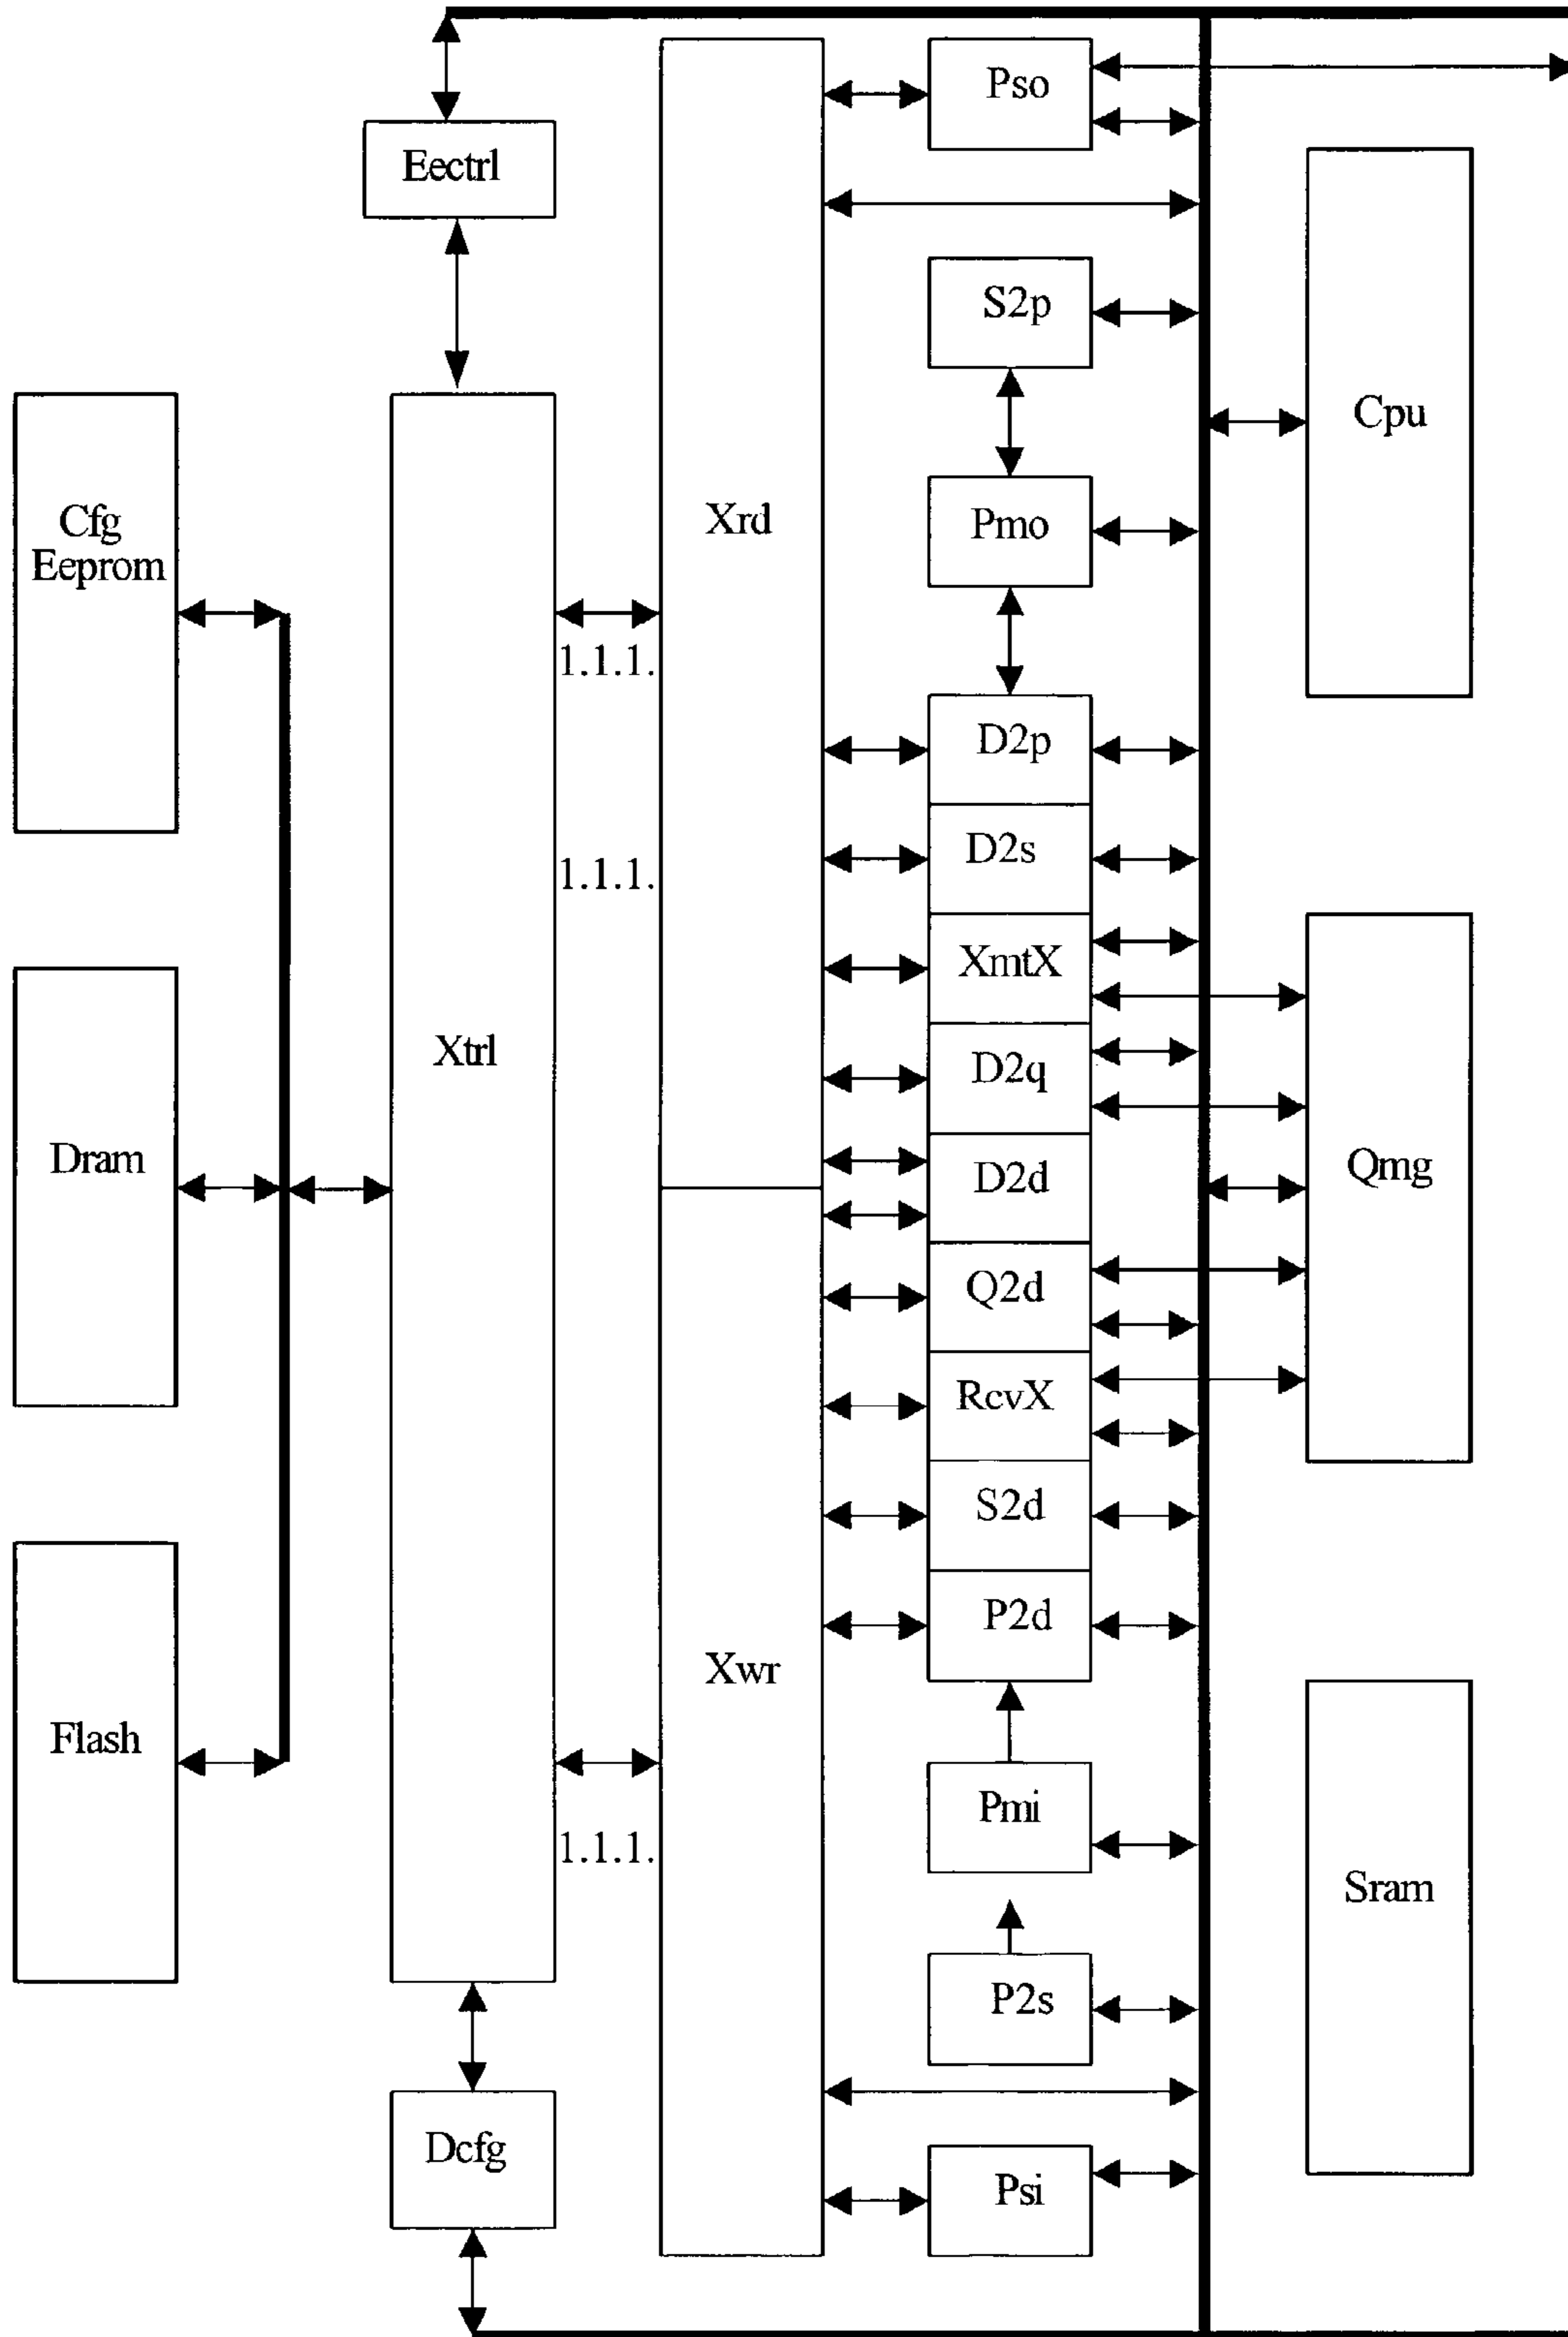 Pso
Eectrl
S2p
Cpu
Cfg
Eeprom
Xrd
Pmo
1.1.1.
D2p
D2s
1.1.1.
XmtX
Xtrl
D2q
Dram
D2d
Qmg
Q2d
RcvX
S2d
P2d
Xwr
Flash
Pmi
1.1.1.
Sram
P2s
Dcfg
Psi